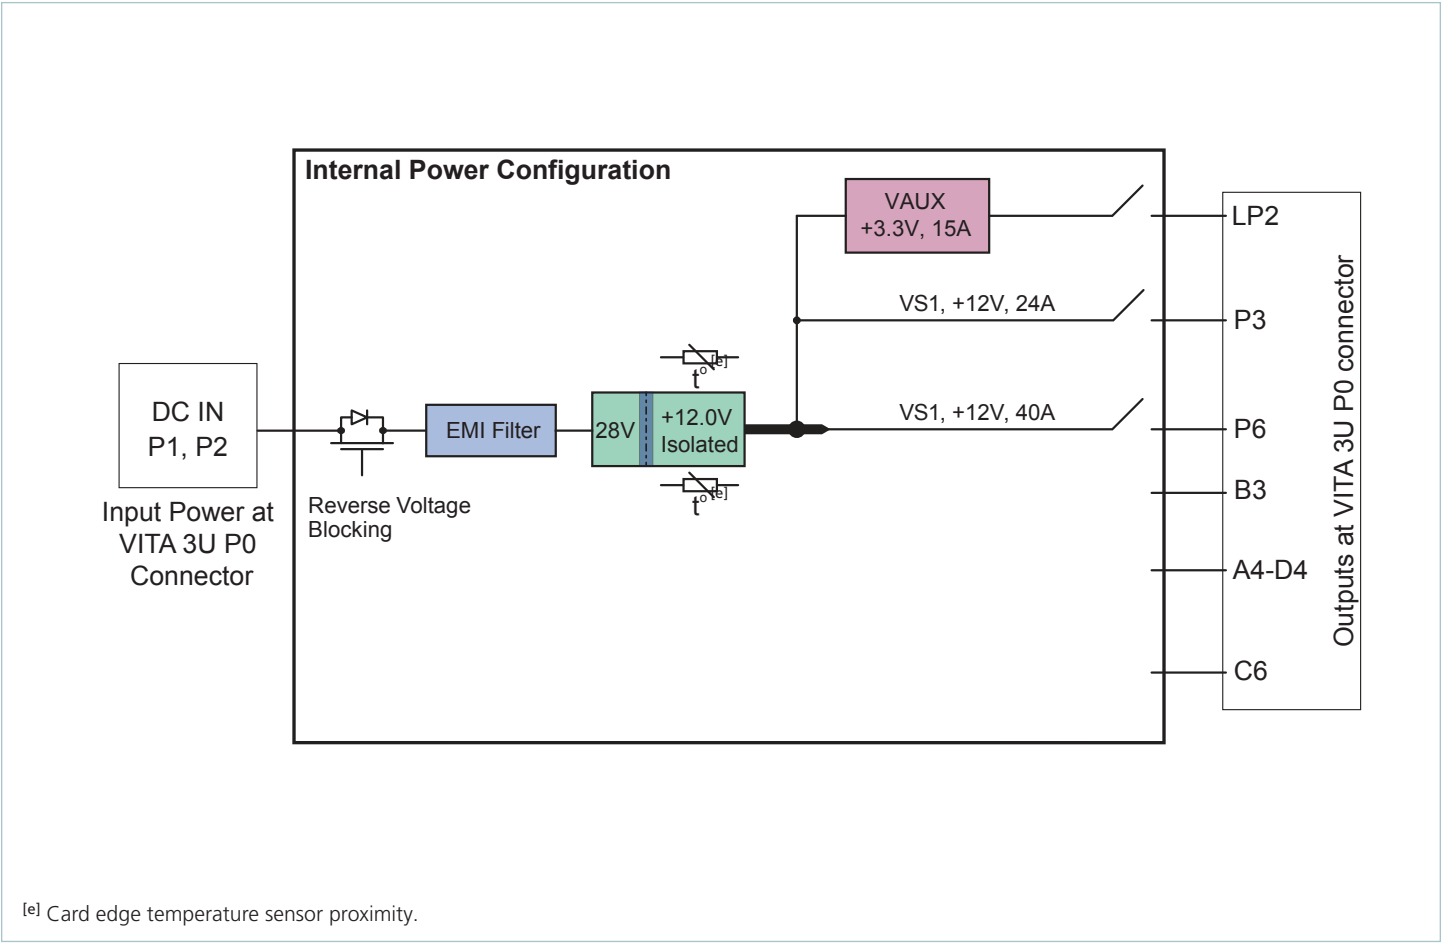 Internal Power Configuration
VAUX
+3.3V, 15A
LP2
VS1, +12V, 24A
P3
t° [e]
DC IN
P1, P2
EMI Filter
28V
+12.0V
Isolated
VS1, +12V, 40A
P6
t° [e]
B3
Input Power at
VITA 3U P0
Connector
Reverse Voltage
Blocking
A4-D4
C6
Outputs at VITA 3U P0 connector
[e] Card edge temperature sensor proximity.